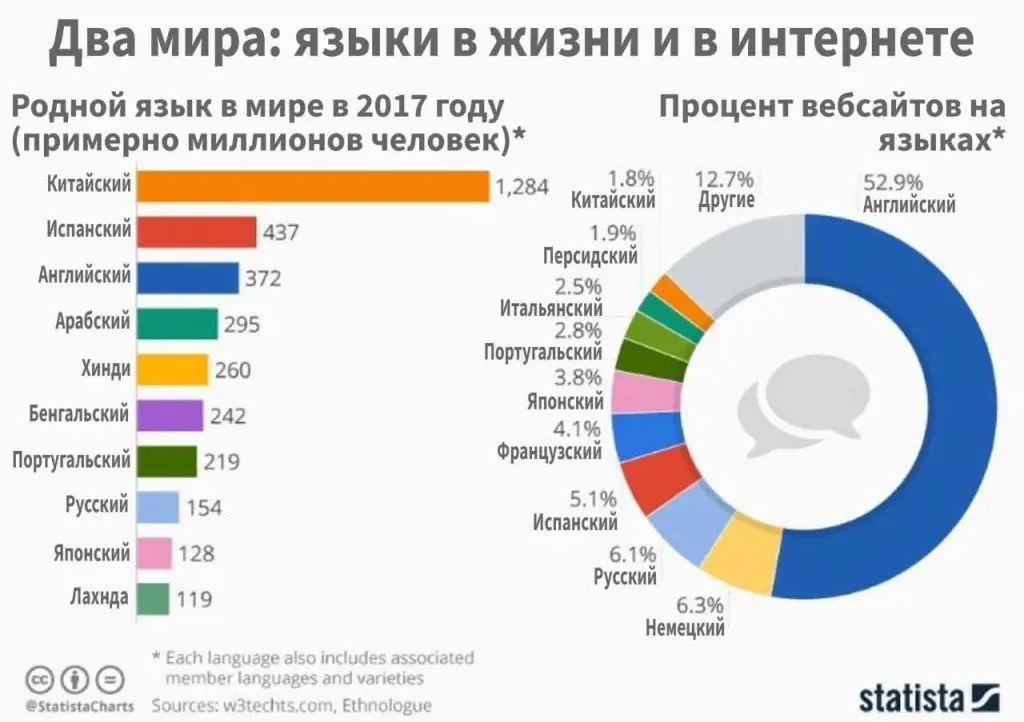 Два мира: языки в жизни и в интернете
Родной язык в мире в 2017 году
(примерно миллионов человек)*
Китайский 1,284
Испанский 437
Английский 372
Арабский 295
Хинди 260
Бенгальский 242
Португальский 219
Русский 154
Японский 128
Лахнда 119
Процент вебсайтов на
языках*
52.9%
Английский
12.7%
Другие
1.8%
Китайский
1.9%
Персидский
2.5%
Итальянский
2.8%
Португальский
3.8%
Японский
4.1%
Французский
5.1%
Испанский
6.1%
Русский
6.3%
Немецкий
* Each language also includes associated
member languages and varieties
cc
@StatistaCharts
Sources: w3techts.com, Ethnologue
statista